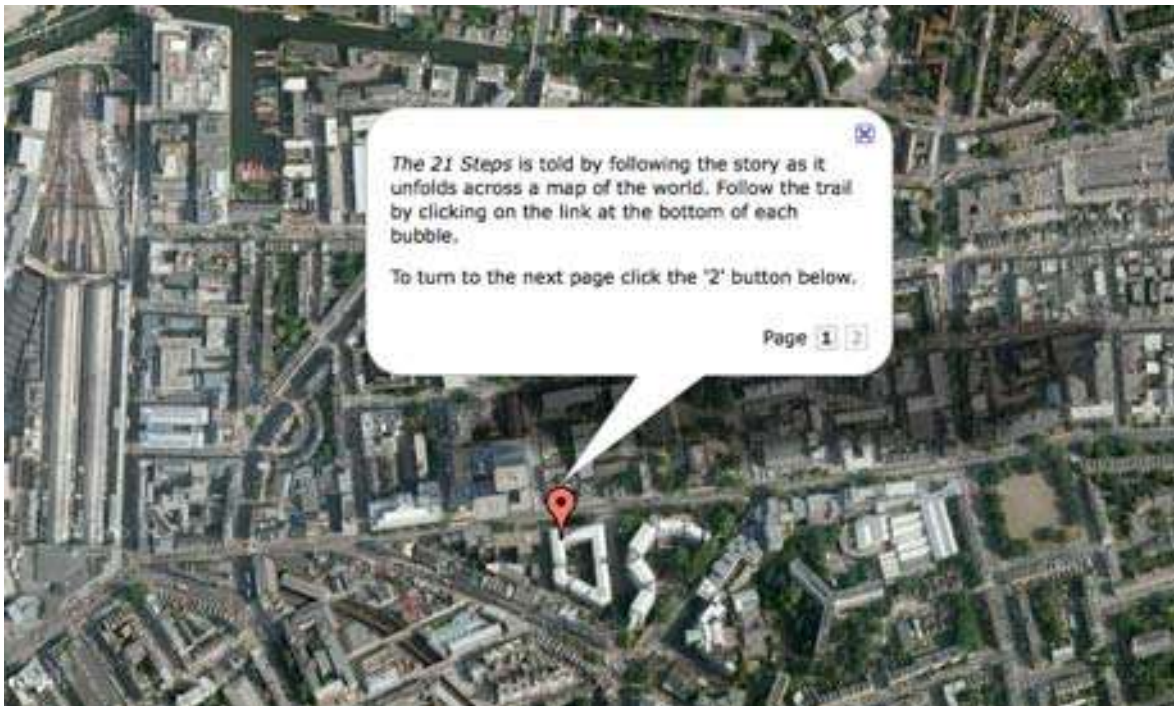 The 21 Steps is told by following the story as it
unfolds across a map of the world. Follow the trail
by clicking on the link at the bottom of each
bubble.
To turn to the next page click the '2' button below.
Page 1 2